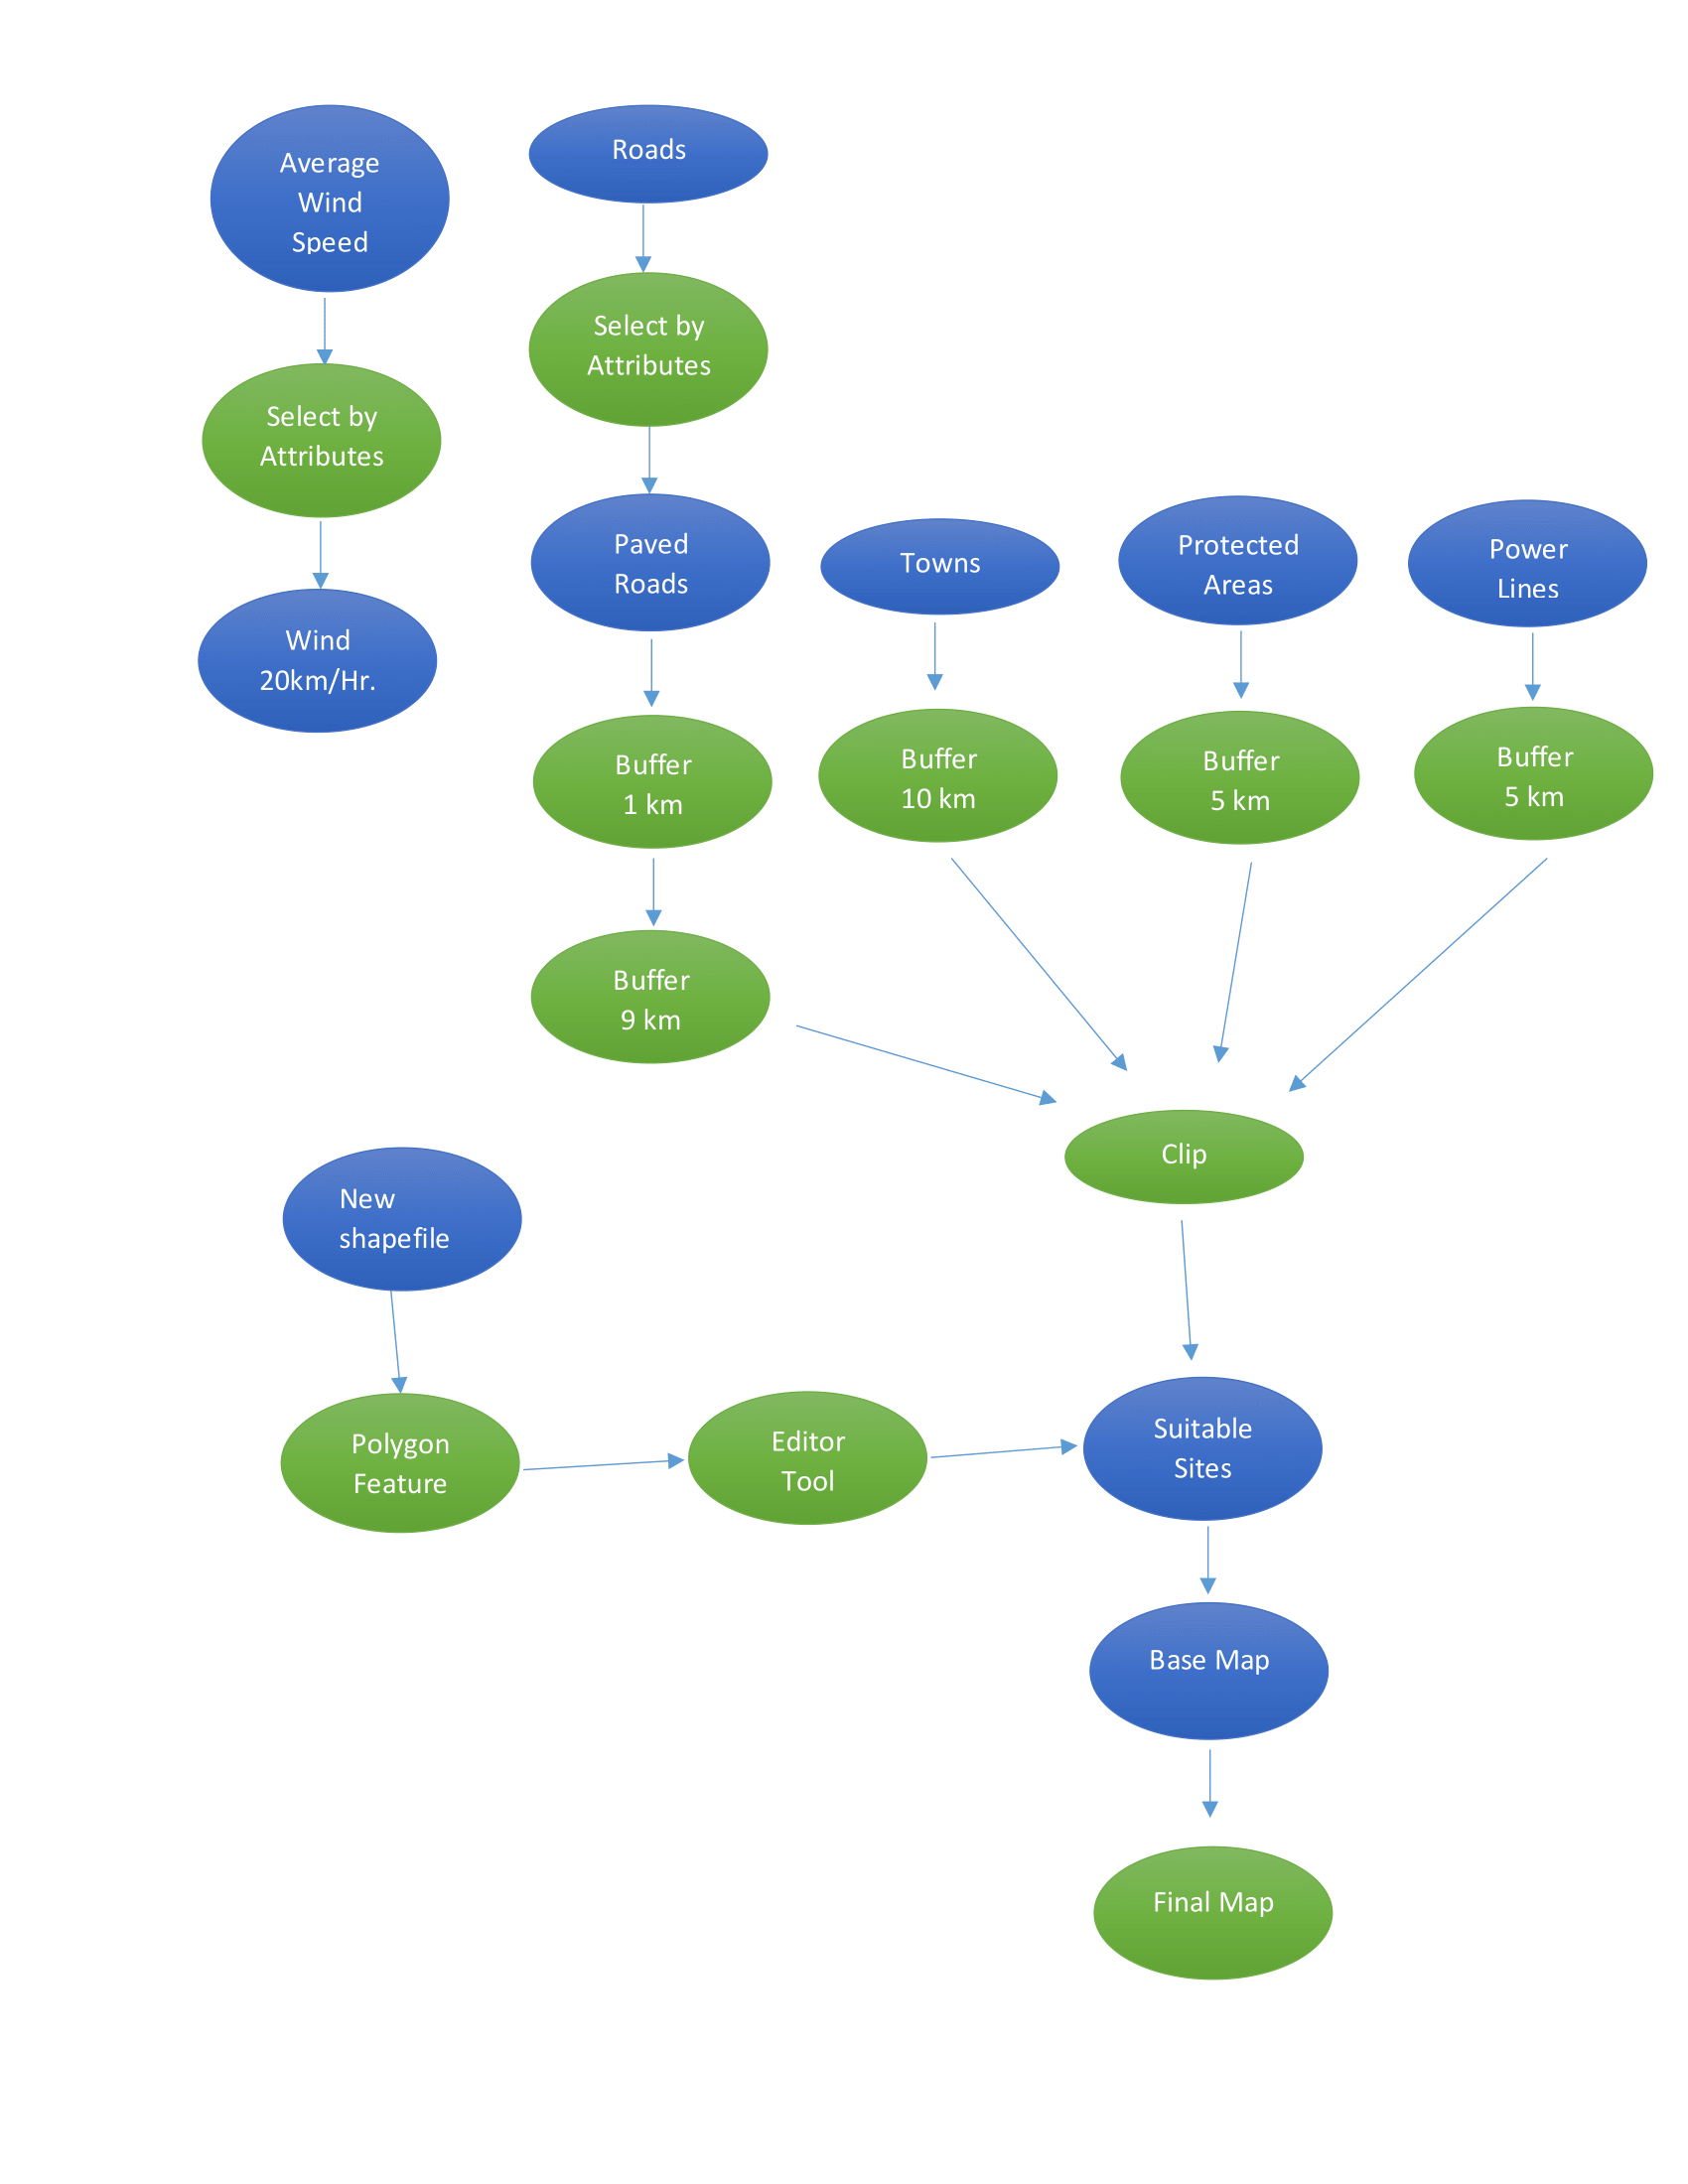 Average
Wind
Speed
Roads
Select by
Attributes
Select by
Attributes
Paved
Roads
Towns
Protected
Areas
Power
Lines
Wind
20km/Hr.
Buffer
1 km
Buffer
10 km
Buffer
5 km
Buffer
5 km
Buffer
9 km
Clip
New
shapefile
Polygon
Feature
Editor
Tool
Suitable
Sites
Base Map
Final Map